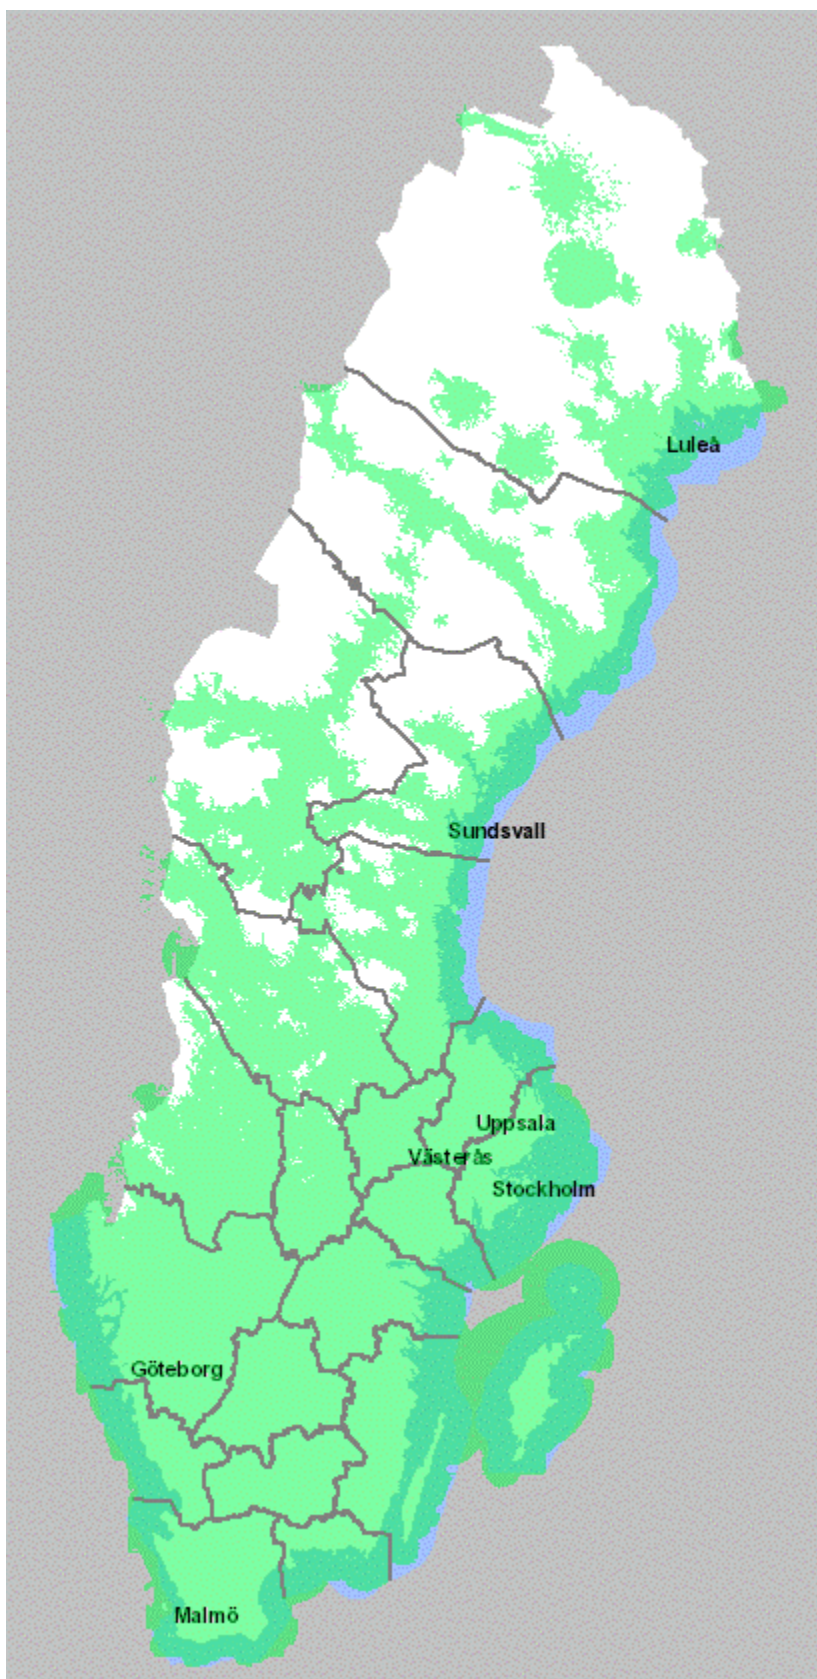 Luleå
Sundsvall
Uppsala
Västerås
Stockholm
Göteborg
Malmö